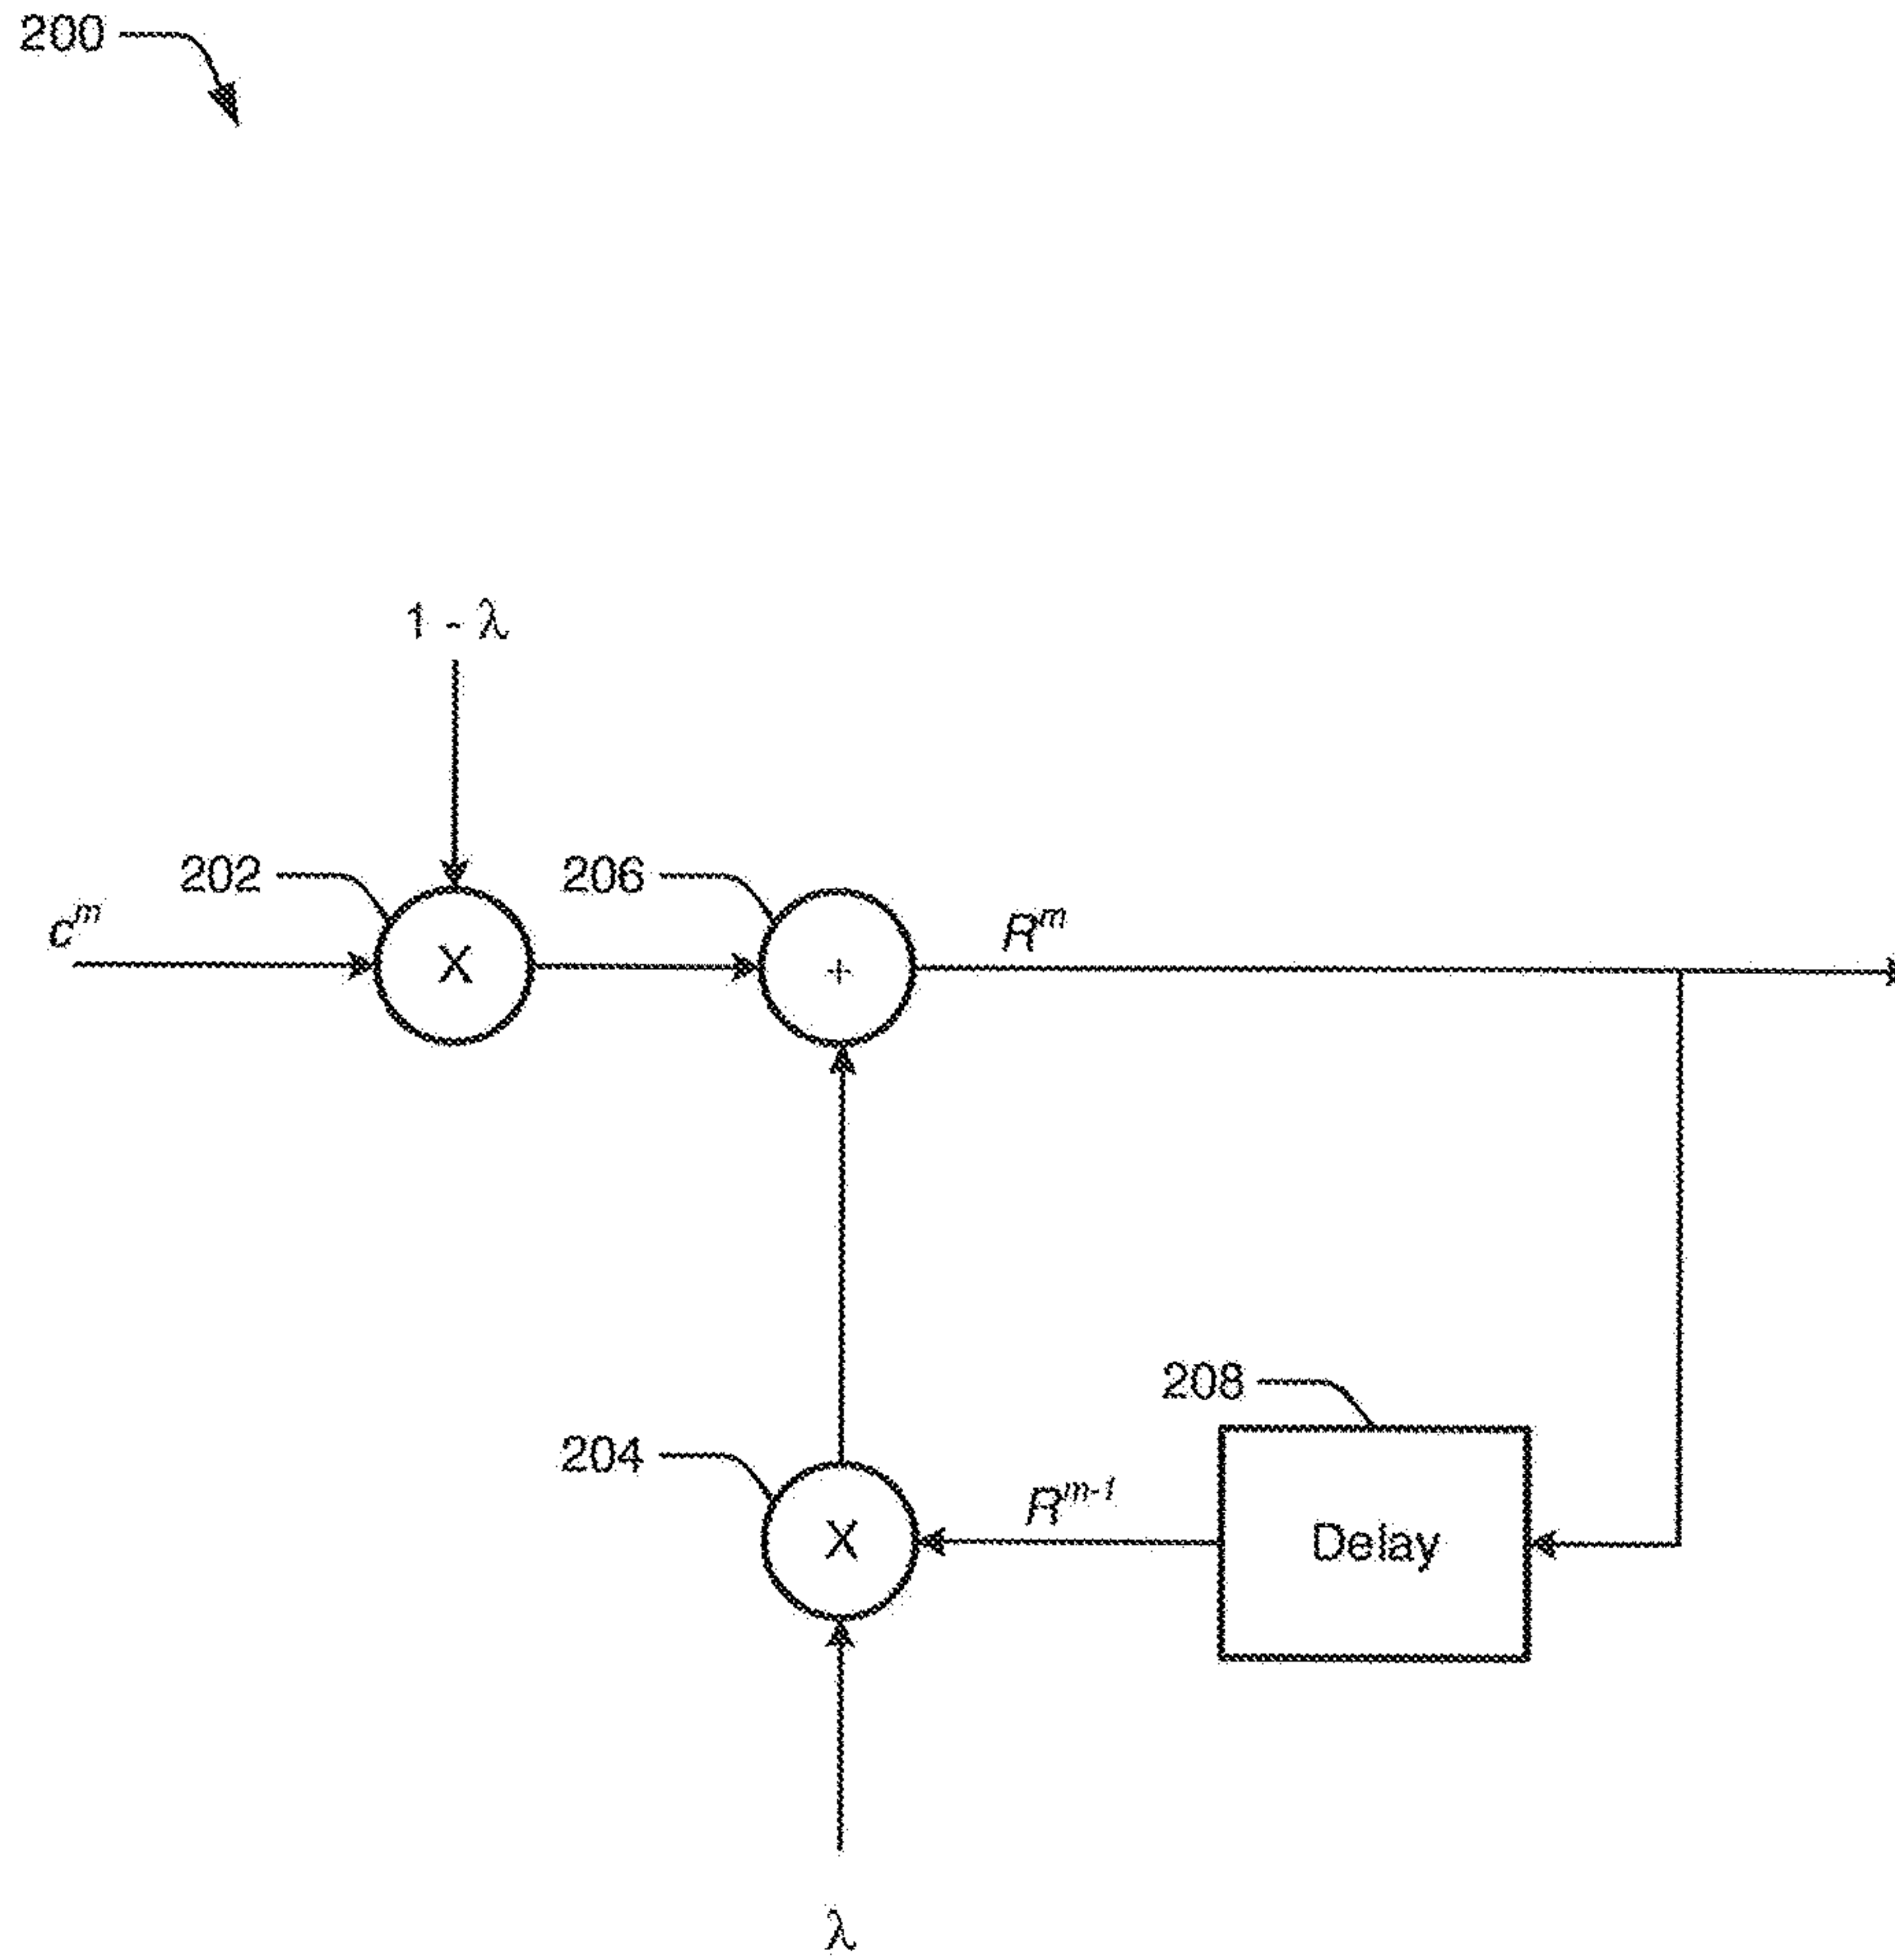 200
1 - λ
202
206
c^m
R^m
X
+
208
204
R^{m-1}
Delay
X
λ